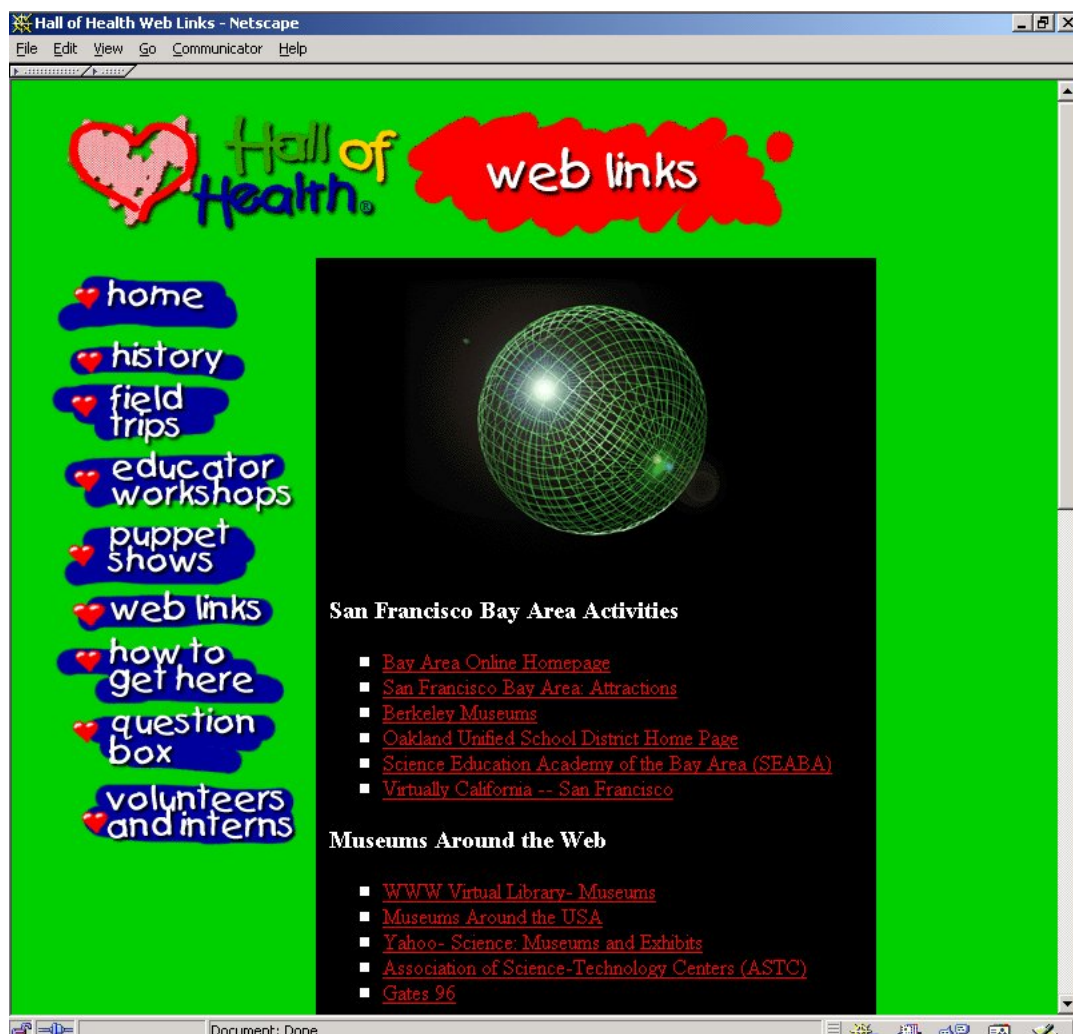 Hall of Health Web Links - Netscape
File Edit View Go Communicator Help
Hall of
Health®
web links
home
history
field
trips
educator
workshops
puppet
shows
web links
how to
get here
question
box
volunteers
and interns
San Francisco Bay Area Activities
Bay Area Online Homepage
San Francisco Bay Area: Attractions
Berkeley Museums
Oakland Unified School District Home Page
Science Education Academy of the Bay Area (SEABA)
Virtually California -- San Francisco
Museums Around the Web
WWW Virtual Library- Museums
Museums Around the USA
Yahoo- Science: Museums and Exhibits
Association of Science-Technology Centers (ASTC)
Gates 96
Document: Done